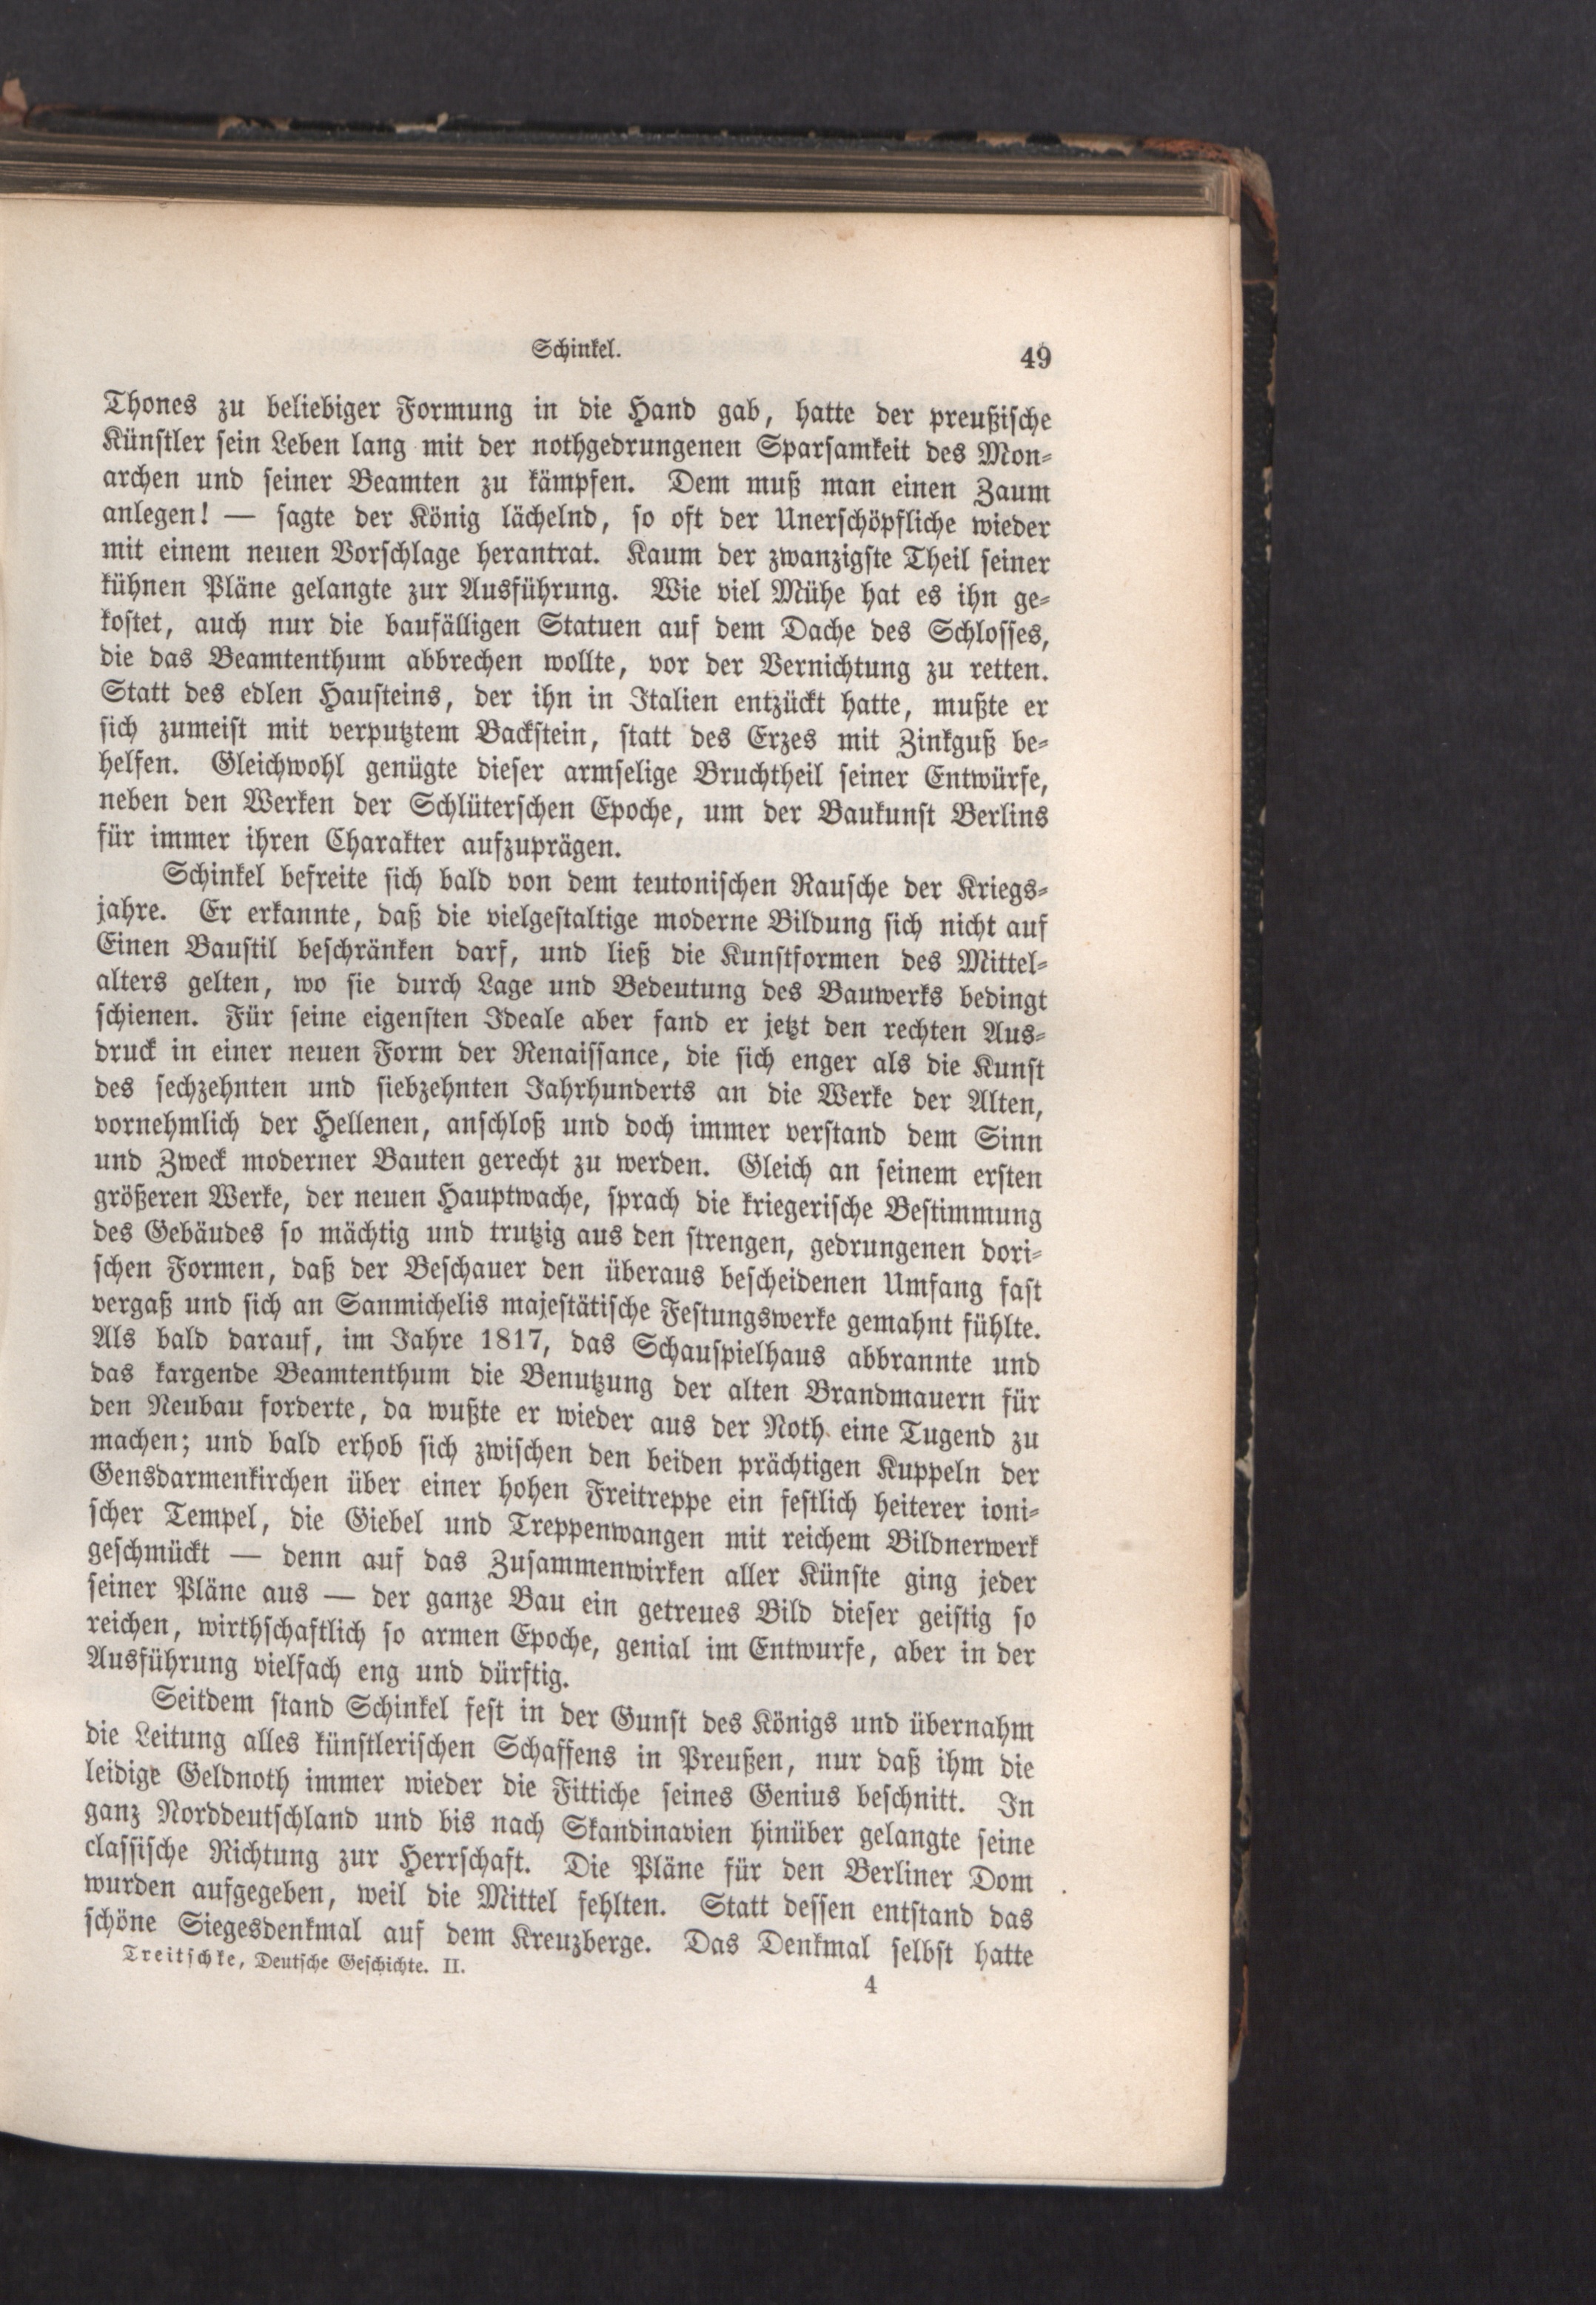 Schinkel. 49
Thones zu beliebiger Formung in die Hand gab, hatte der preußische
Künstler sein Leben lang mit der nothgedrungenen Sparsamkeit des Mon-
archen und seiner Beamten zu kämpfen. Dem muß man einen Zaum
anlegen! — sagte der König lächelnd, so oft der Unerschöpfliche wieder
mit einem neuen Vorschlage herantrat. Kaum der zwanzigste Theil seiner
kühnen Pläne gelangte zur Ausführung. Wie viel Mühe hat es ihn ge-
kostet, auch nur die baufälligen Statuen auf dem Dache des Schlosses,
die das Beamtenthum abbrechen wollte, vor der Vernichtung zu retten.
Statt des edlen Hausteins, der ihn in Italien entzückt hatte, mußte er
sich zumeist mit verputztem Backstein, statt des Erzes mit Zinkguß be-
helfen. Gleichwohl genügte dieser armselige Bruchtheil seiner Entwürfe,
neben den Werken der Schlüterschen Epoche, um der Baukunst Berlins
für immer ihren Charakter aufzuprägen.
Schinkel befreite sich bald von dem teutonischen Rausche der Kriegs-
jahre. Er erkannte, daß die vielgestaltige moderne Bildung sich nicht auf
Einen Baustil beschränken darf, und ließ die Kunstformen des Mittel-
alters gelten, wo sie durch Lage und Bedeutung des Bauwerks bedingt
schienen. Für seine eigensten Ideale aber fand er jetzt den rechten Aus-
druck in einer neuen Form der Renaissance, die sich enger als die Kunst
des sechzehnten und siebzehnten Jahrhunderts an die Werke der Alten,
vornehmlich der Hellenen, anschloß und doch immer verstand dem Sinn
und Zweck moderner Bauten gerecht zu werden. Gleich an seinem ersten
größeren Werke, der neuen Hauptwache, sprach die kriegerische Bestimmung
des Gebäudes so mächtig und trutzig aus den strengen, gedrungenen dori-
schen Formen, daß der Beschauer den überaus bescheidenen Umfang fast
vergaß und sich an Sanmichelis majestätische Festungswerke gemahnt fühlte.
Als bald darauf, im Jahre 1817, das Schauspielhaus abbrannte und
das kargende Beamtenthum die Benutzung der alten Brandmauern für
den Neubau forderte, da wußte er wieder aus der Noth eine Tugend zu
machen; und bald erhob sich zwischen den beiden prächtigen Kuppeln der
Gensdarmenkirchen über einer hohen Freitreppe ein festlich heiterer ioni-
scher Tempel, die Giebel und Treppenwangen mit reichem Bildnerwerk
geschmückt — denn auf das Zusammenwirken aller Künste ging jeder
seiner Pläne aus — der ganze Bau ein getreues Bild dieser geistig so
reichen, wirthschaftlich so armen Epoche, genial im Entwurfe, aber in der
Ausführung vielfach eng und dürftig.
Seitdem stand Schinkel fest in der Gunst des Königs und übernahm
die Leitung alles künstlerischen Schaffens in Preußen, nur daß ihm die
leidige Geldnoth immer wieder die Fittiche seines Genius beschnitt. In
ganz Norddeutschland und bis nach Skandinavien hinüber gelangte seine
classische Richtung zur Herrschaft. Die Pläne für den Berliner Dom
wurden aufgegeben, weil die Mittel fehlten. Statt dessen entstand das
schöne Siegesdenkmal auf dem Kreuzberge. Das Denkmal selbst hatte
Treitschke, Deutsche Geschichte. II. 4